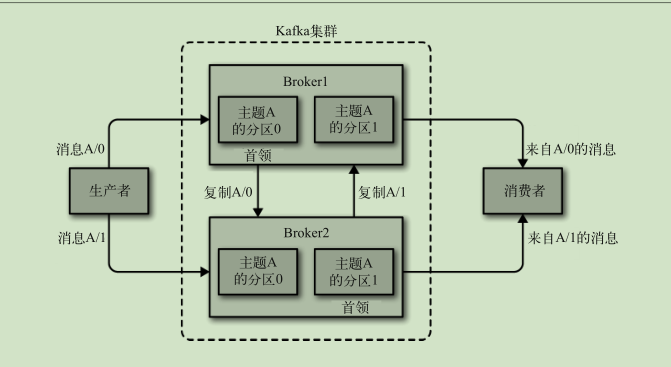 Kafka集群
Broker1
主题A
的分区0
主题A
的分区1
首领
消息A/0
来自A/0的消息
生产者
复制A/0
复制A/1
消费者
消息A/1
来自A/1的消息
Broker2
主题A
的分区0
主题A
的分区1
首领